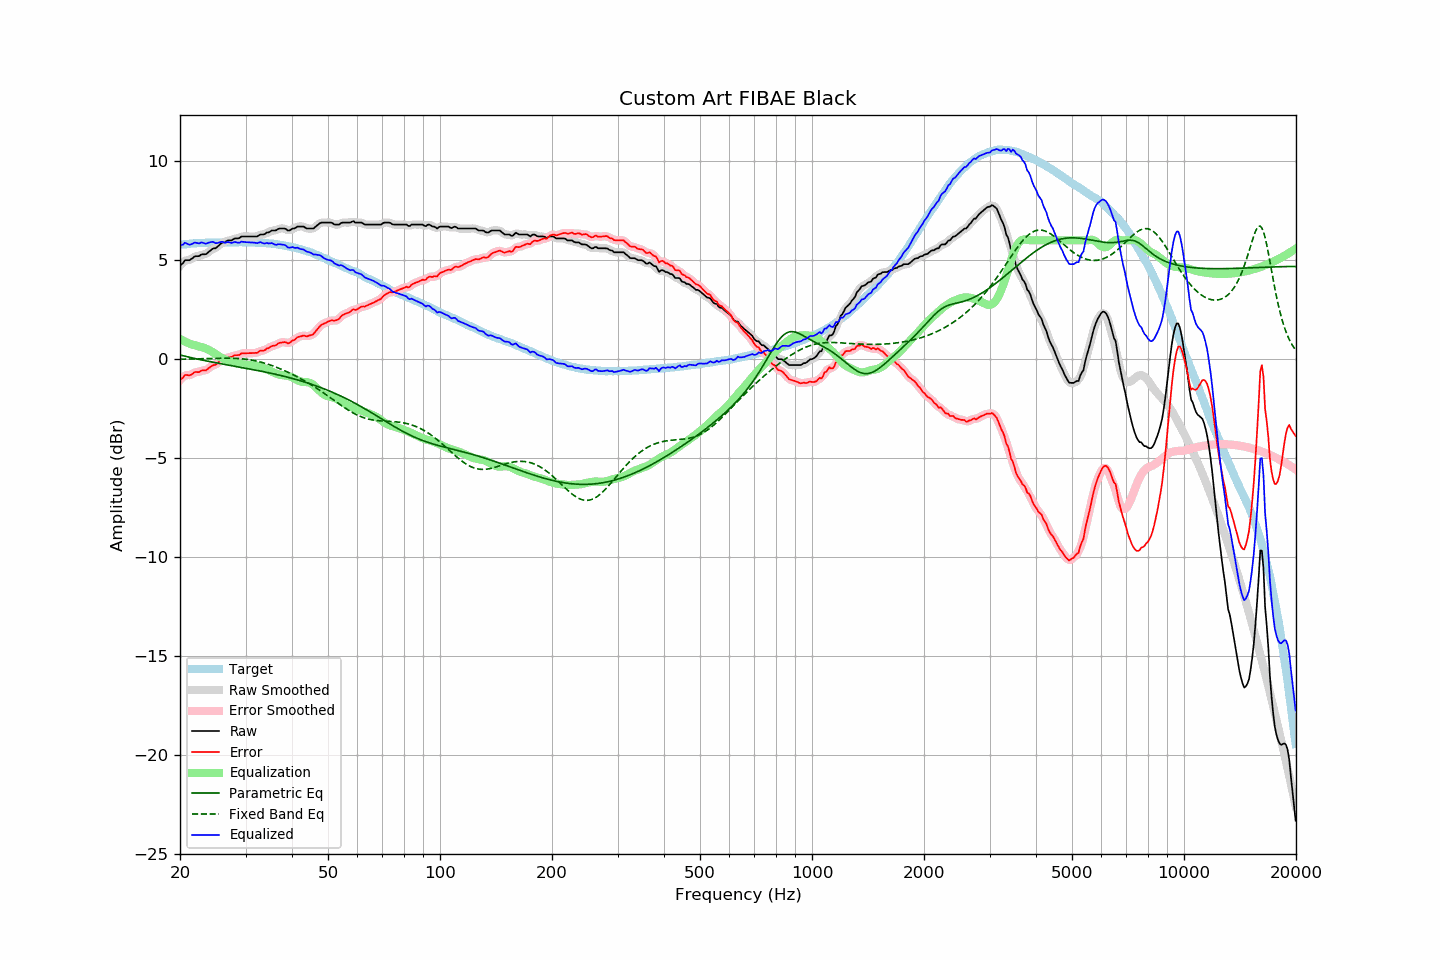 Custom Art FIBAE Black
Amplitude (dBr)
10
5
0
−5
−10
−15
−20
−25
Target
Raw Smoothed
Error Smoothed
Raw
Error
Equalization
Parametric Eq
Fixed Band Eq
Equalized
20 50 100 200 500 1000 2000 5000 10000 20000
Frequency (Hz)